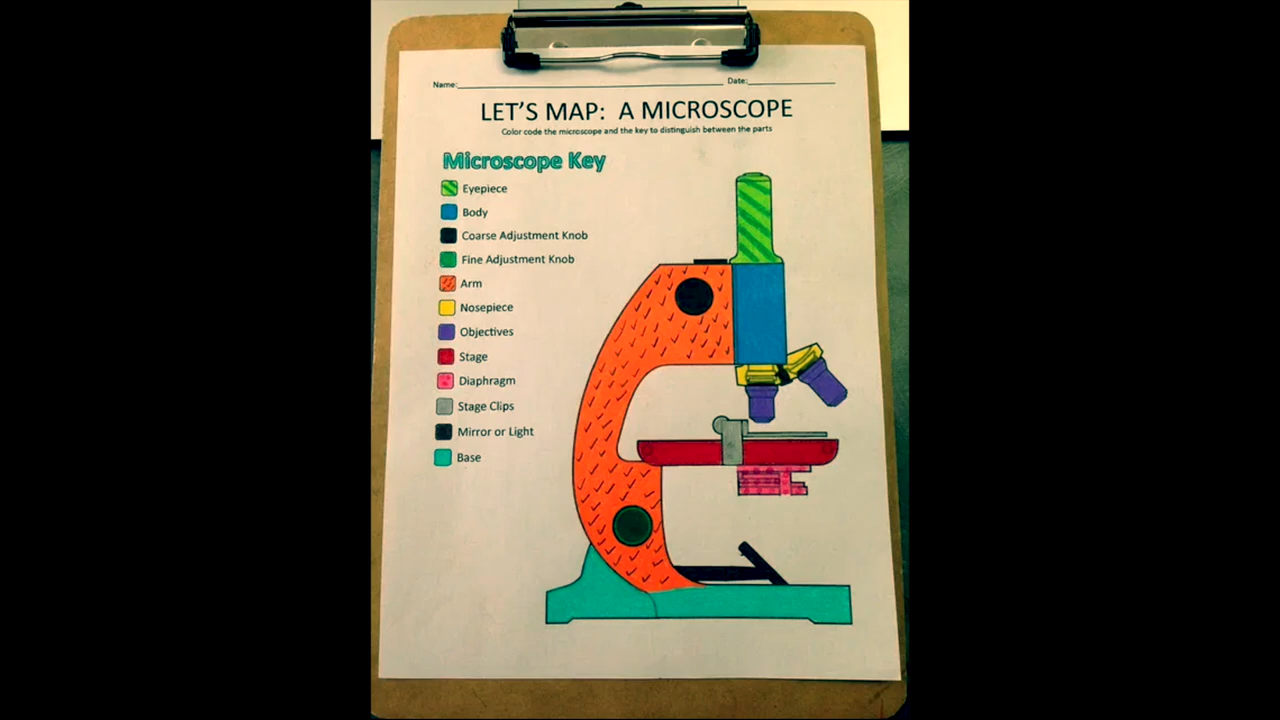 Name: Date:
LET'S MAP: A MICROSCOPE
Color code the microscope and the key to distinguish between the parts
Microscope Key
Eyepiece
Body
Coarse Adjustment Knob
Fine Adjustment Knob
Arm
Nosepiece
Objectives
Stage
Diaphragm
Stage Clips
Mirror or Light
Base